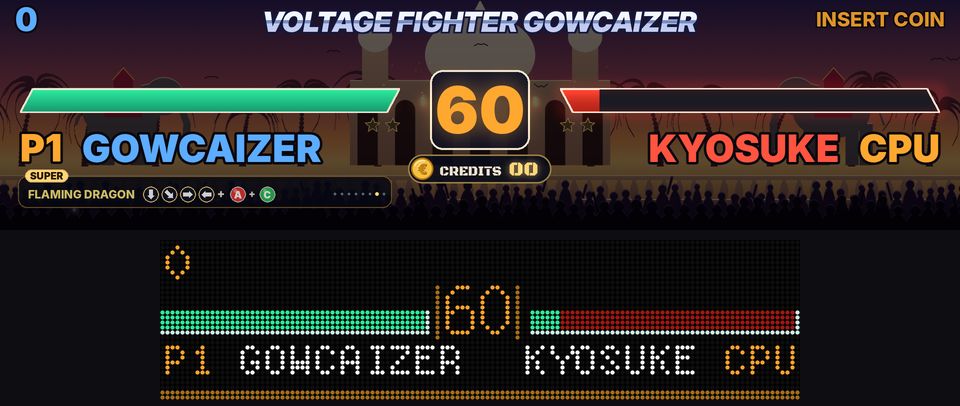 0 VOLTAGE FIGHTER GOWCAIZER INSERT COIN
60
P1 GOWCAIZER KYOSUKE CPU
CREDITS 00
SUPER
FLAMING DRAGON + A + C
0
60
P1 GOWCAIZER KYOSUKE CPU